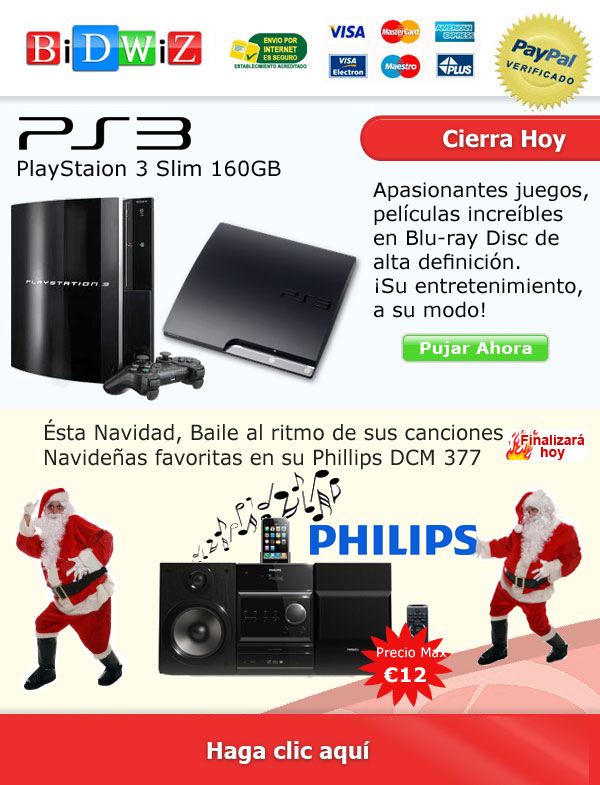 BiDWiZ
ENVIO POR
INTERNET
ES SEGURO
ESTABLECIMIENTO ACREDITADO
VISA
MasterCard
AMERICAN
EXPRESS
VISA
Electron
Maestro
PLUS
PayPal
VERIFICADO
PS3
PlayStaion 3 Slim 160GB
Cierra Hoy
Apasionantes juegos,
películas increíbles
en Blu-ray Disc de
alta definición.
¡Su entretenimiento,
a su modo!
Pujar Ahora
SONY
PLAYSTATION 3
PS3
Ésta Navidad, Baile al ritmo de sus canciones
Navideñas favoritas en su Phillips DCM 377
Finalizará
hoy
PHILIPS
PHILIPS
Precio Max
€12
Haga clic aquí